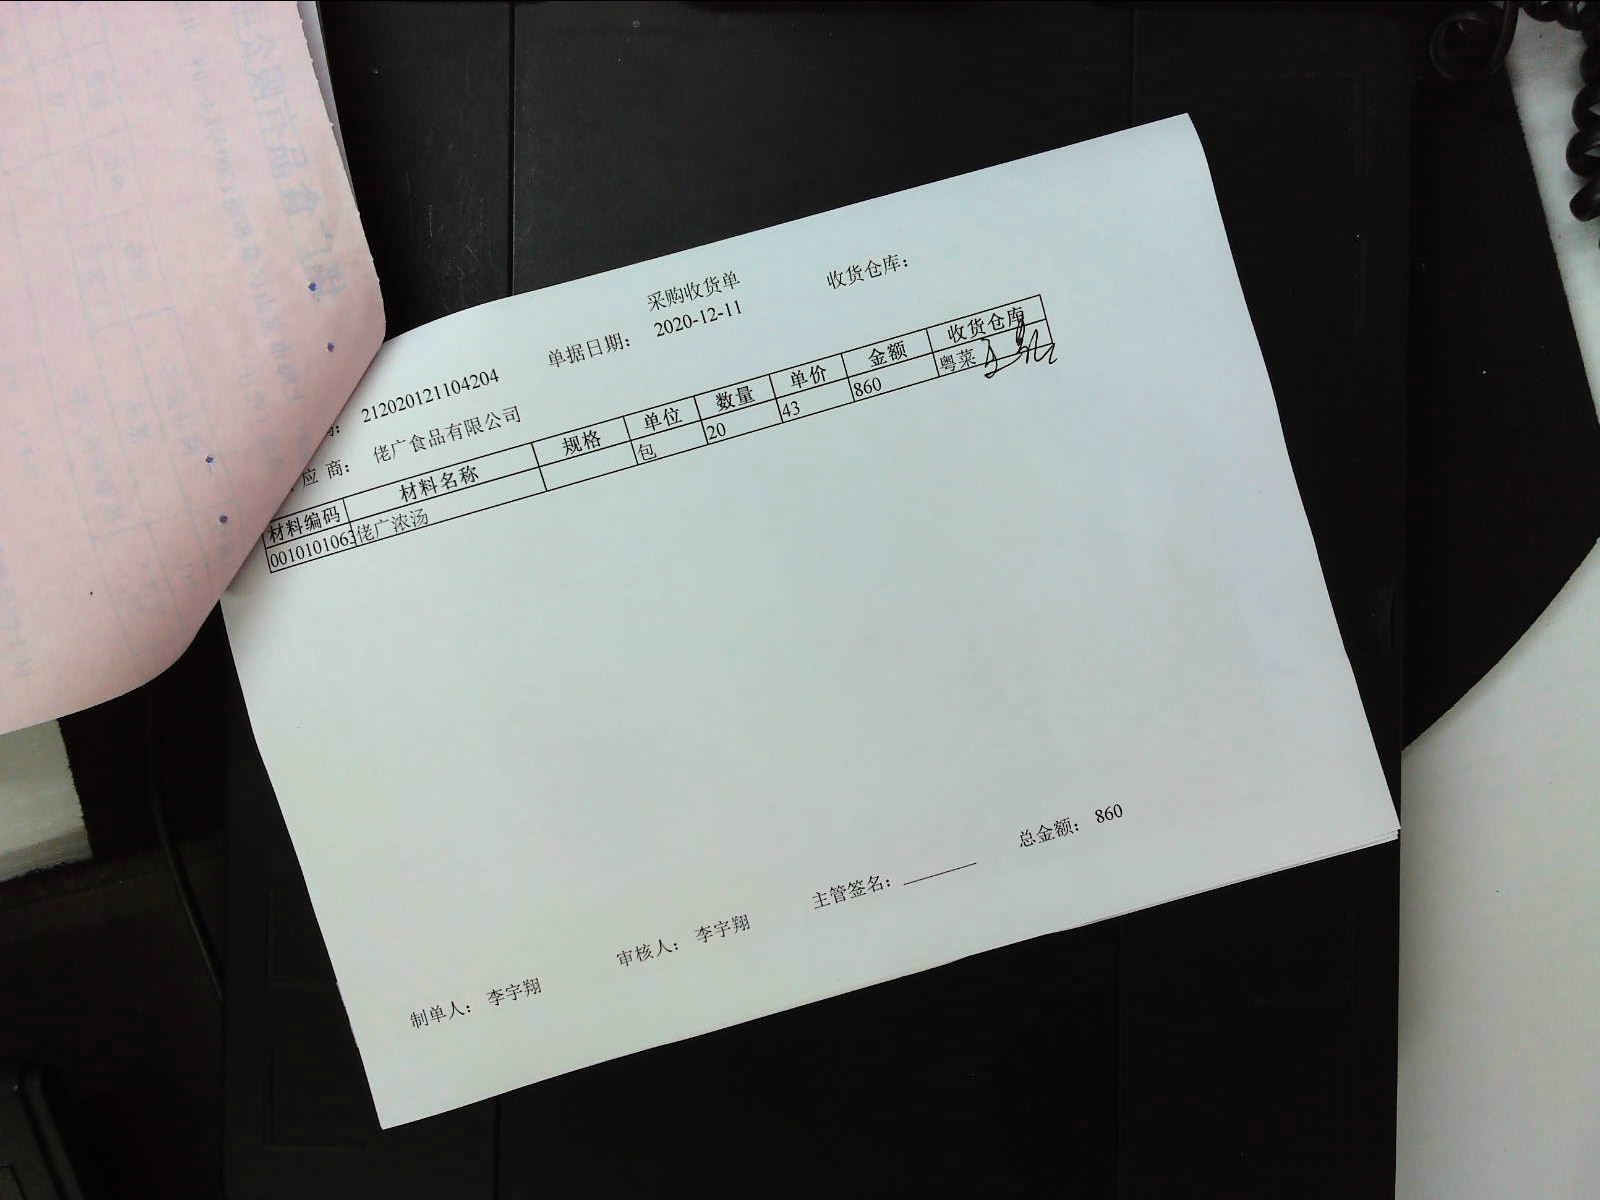 采购收货单
单据日期： 2020-12-11 收货仓库：
212020121104204
应 商： 佬广食品有限公司
材料编码 材料名称 规格 单位 数量 单价 金额 收货仓库
0010101063 佬广浓汤 包 20 43 860 粤菜
总金额： 860
制单人： 李宇翔 审核人： 李宇翔 主管签名：